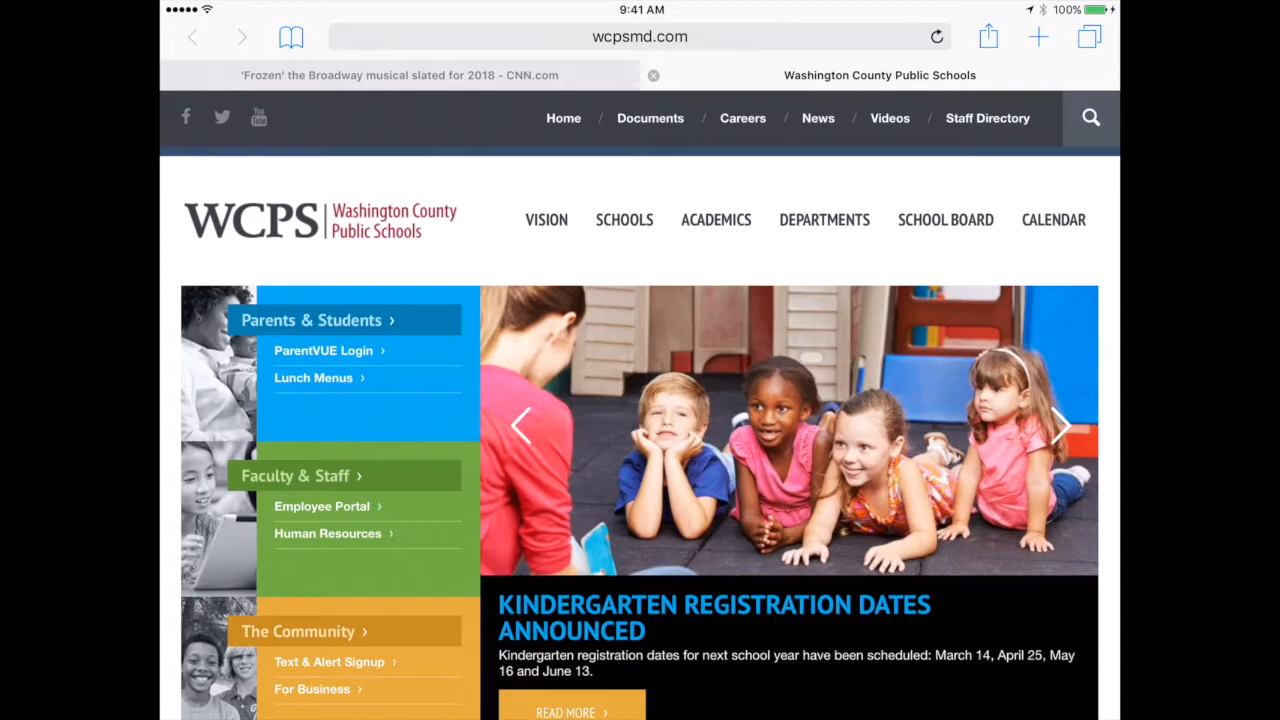 9:41 AM
100%
wcpsmd.com
'Frozen' the Broadway musical slated for 2018 - CNN.com
Washington County Public Schools
You
Tube
Home / Documents / Careers / News / Videos / Staff Directory
WCPS
Washington County
Public Schools
VISION
SCHOOLS
ACADEMICS
DEPARTMENTS
SCHOOL BOARD
CALENDAR
Parents & Students ›
ParentVUE Login ›
Lunch Menus ›
Faculty & Staff ›
Employee Portal ›
Human Resources ›
The Community ›
Text & Alert Signup ›
For Business ›
KINDERGARTEN REGISTRATION DATES
ANNOUNCED
Kindergarten registration dates for next school year have been scheduled: March 14, April 25, May
16 and June 13.
READ MORE ›